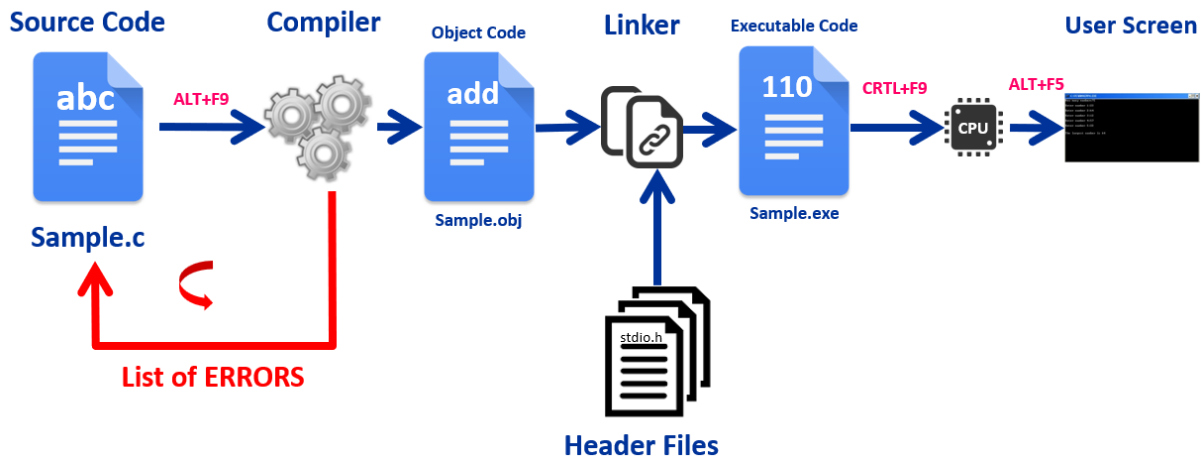 Source Code
Compiler
Object Code
Linker
Executable Code
User Screen
abc
ALT+F9
add
110
CRTL+F9
CPU
ALT+F5
Sample.c
Sample.obj
Sample.exe
stdio.h
List of ERRORS
Header Files